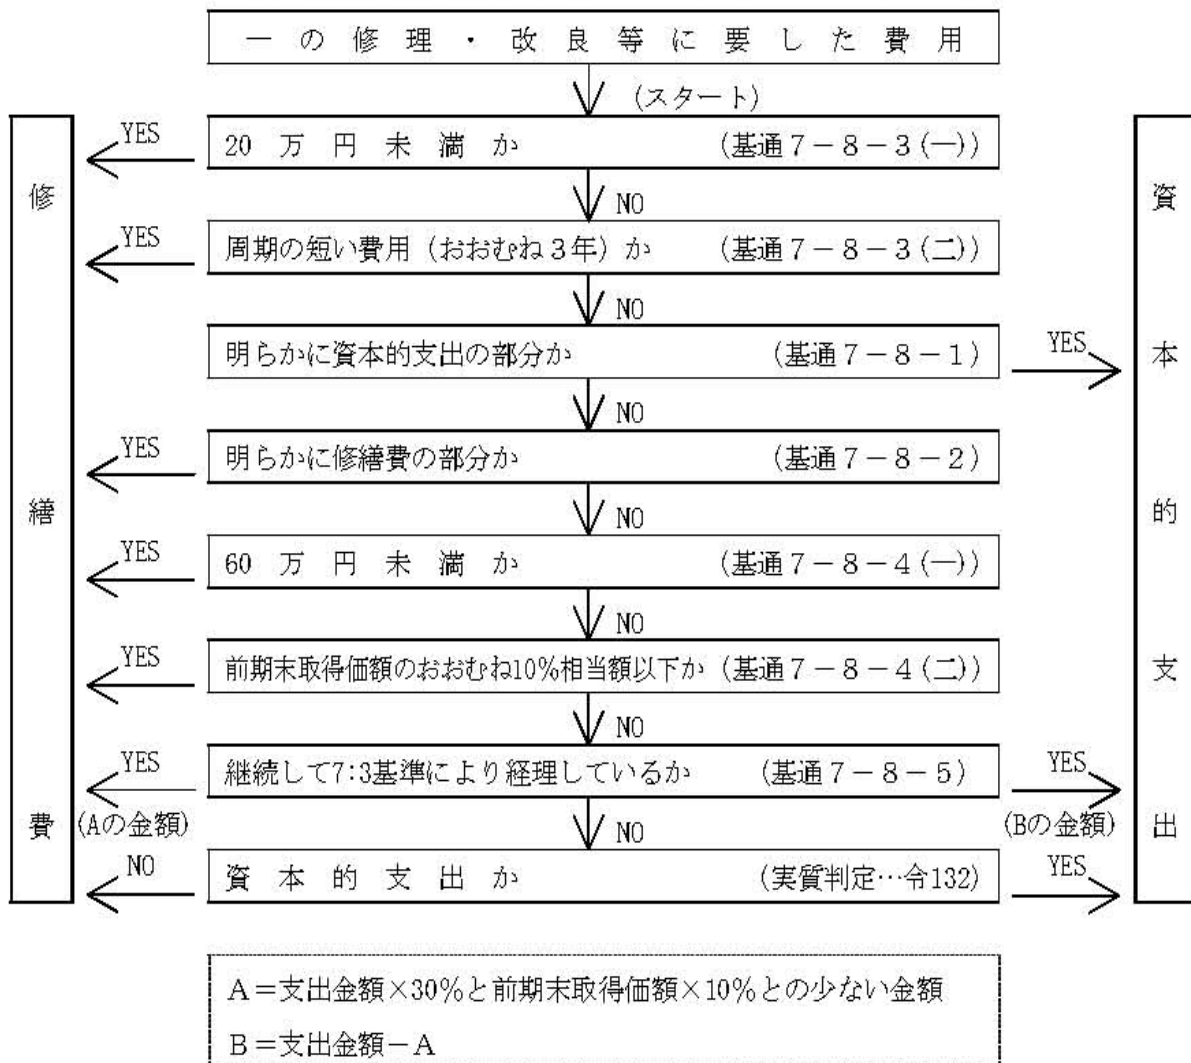 一の修理・改良等に要した費用
(スタート)
YES
20万円未満か (基通7-8-3(一))
NO
YES
周期の短い費用(おおむね3年)か (基通7-8-3(二))
NO
明らかに資本的支出の部分か (基通7-8-1)
YES
NO
YES
明らかに修繕費の部分か (基通7-8-2)
NO
YES
60万円未満か (基通7-8-4(一))
NO
YES
前期末取得価額のおおむね10%相当額以下か (基通7-8-4(二))
NO
YES
(Aの金額)
継続して7:3基準により経理しているか (基通7-8-5)
YES
(Bの金額)
NO
NO
資本的支出か (実質判定…令132)
YES
修繕費
資本的支出
A=支出金額×30%と前期末取得価額×10%との少ない金額
B=支出金額-A